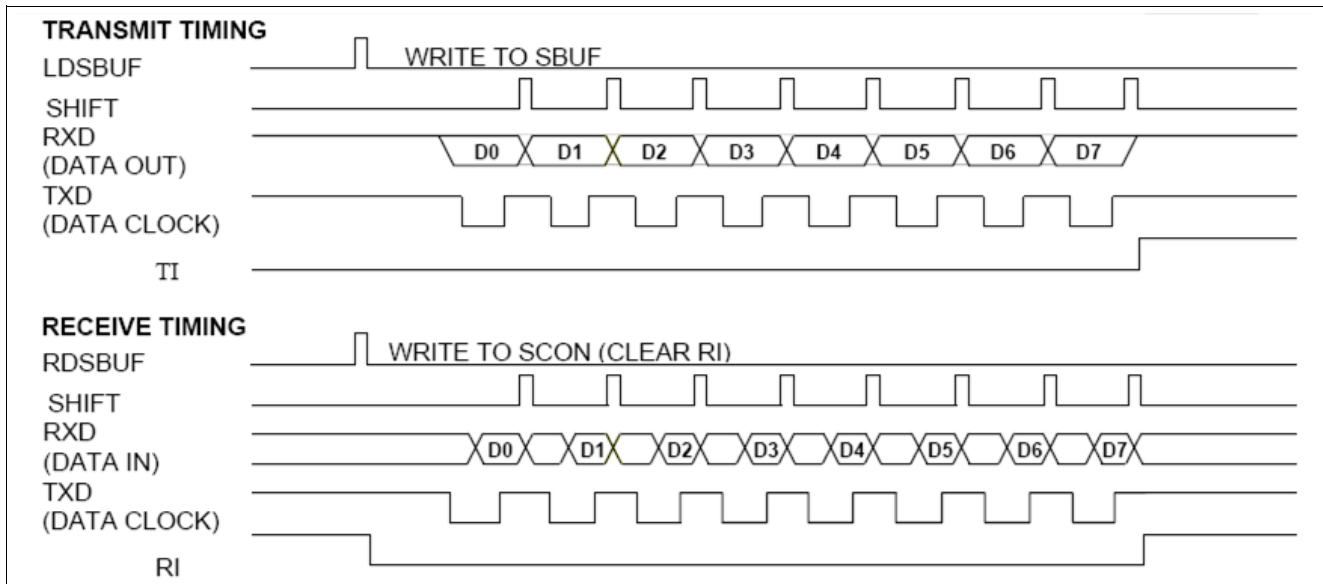 TRANSMIT TIMING
LDSBUF
WRITE TO SBUF
SHIFT
RXD
(DATA OUT)
D0 D1 D2 D3 D4 D5 D6 D7
TXD
(DATA CLOCK)
TI
RECEIVE TIMING
RDSBUF
WRITE TO SCON (CLEAR RI)
SHIFT
RXD
(DATA IN)
D0 D1 D2 D3 D4 D5 D6 D7
TXD
(DATA CLOCK)
RI